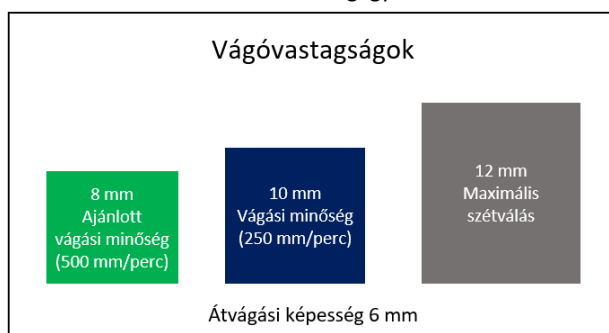 Vágóvastagságok
8 mm
Ajánlott
vágási minőség
(500 mm/perc)
10 mm
Vágási minőség
(250 mm/perc)
12 mm
Maximális
szétválás
Átvágási képesség 6 mm